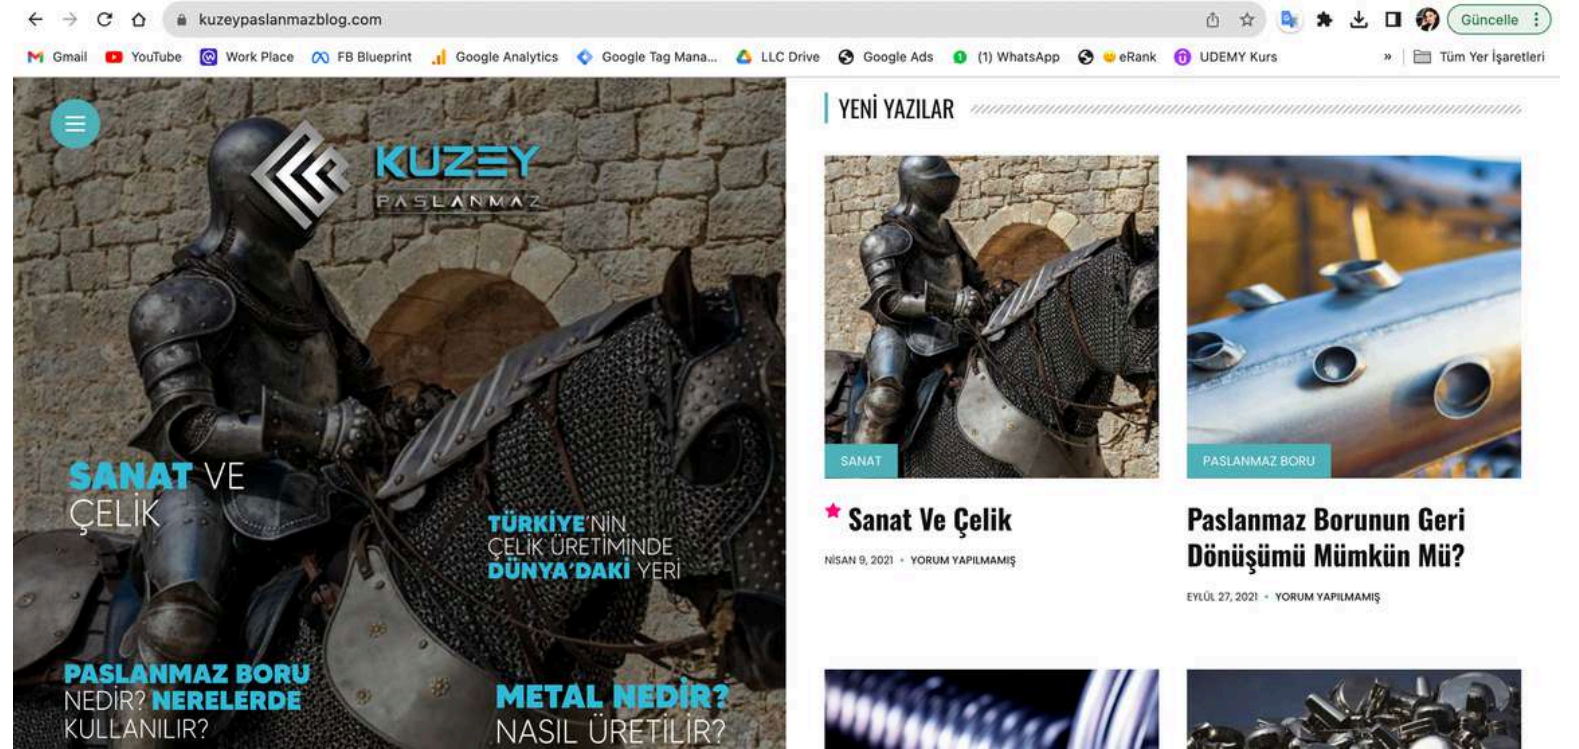 kuzeypaslanmazblog.com
Güncelle
Gmail
YouTube
Work Place
FB Blueprint
Google Analytics
Google Tag Mana...
LLC Drive
Google Ads
(1) WhatsApp
eRank
UDEMY Kurs
»
Tüm Yer İşaretleri
KUZEY
PASLANMAZ
SANAT VE
ÇELİK
TÜRKİYE'NİN
ÇELİK ÜRETİMİNDE
DÜNYA'DAKİ YERİ
PASLANMAZ BORU
NEDİR? NERELERDE
KULLANILIR?
METAL NEDİR?
NASIL ÜRETİLİR?
YENİ YAZILAR
SANAT
Sanat Ve Çelik
NİSAN 9, 2021 • YORUM YAPILMAMIŞ
PASLANMAZ BORU
Paslanmaz Borunun Geri
Dönüşümü Mümkün Mü?
EYLÜL 27, 2021 • YORUM YAPILMAMIŞ